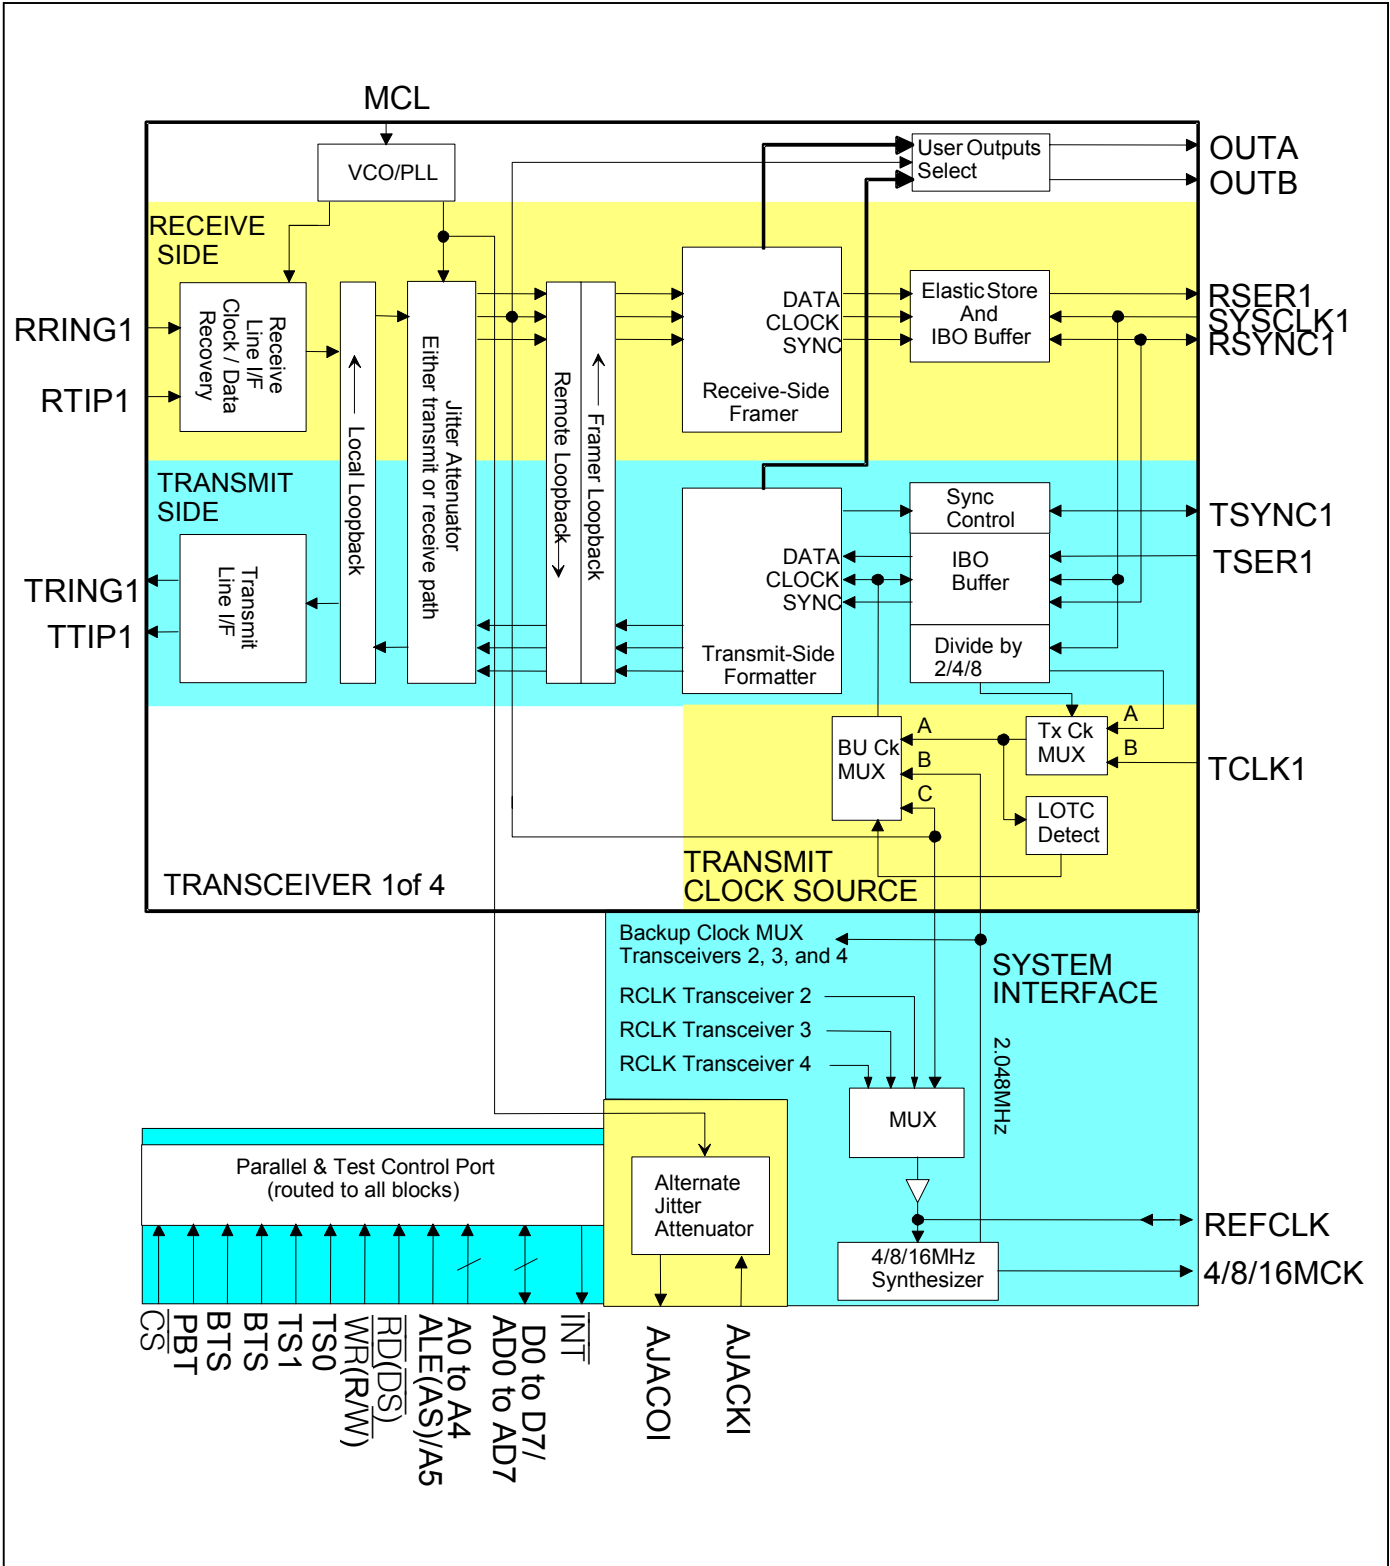 MCL
VCO/PLL
User Outputs
Select
OUTA
OUTB
RECEIVE
SIDE
RRING1
RTIP1
Receive
Line I/F
Clock / Data
Recovery
Local Loopback
Jitter Attenuator
Either transmit or receive path
Remote Loopback
Framer Loopback
DATA
CLOCK
SYNC
Receive-Side
Framer
Elastic Store
And
IBO Buffer
RSER1
SYSCLK1
RSYNC1
TRANSMIT
SIDE
TRING1
TTIP1
Transmit
Line I/F
DATA
CLOCK
SYNC
Transmit-Side
Formatter
Sync
Control
IBO
Buffer
Divide by
2/4/8
TSYNC1
TSER1
BU Ck
MUX
A
B
C
Tx Ck
MUX
A
B
TCLK1
LOTC
Detect
TRANSMIT
CLOCK SOURCE
TRANSCEIVER 1of 4
Backup Clock MUX
Transceivers 2, 3, and 4
SYSTEM
INTERFACE
RCLK Transceiver 2
RCLK Transceiver 3
RCLK Transceiver 4
2.048MHz
MUX
REFCLK
4/8/16MHz
Synthesizer
4/8/16MCK
Parallel & Test Control Port
(routed to all blocks)
Alternate
Jitter
Attenuator
CS
PBT
BTS
BTS
TS1
TS0
WR(R/W)
RD(DS)
ALE(AS)/A5
A0 to A4
D0 to D7/
AD0 to AD7
INT
AJACOI
AJACKI